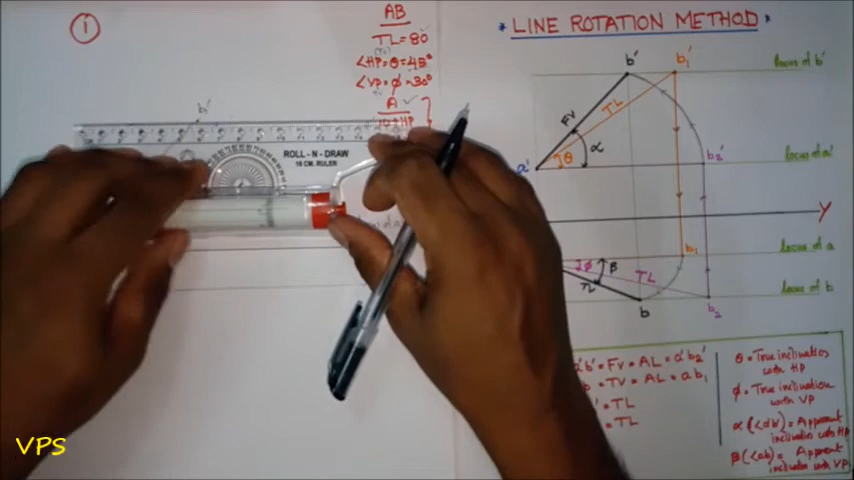 1
AB
TL = 80
∠HP = θ = 45°
∠VP = φ = 30°
A
b₁'
ROLL-N-DRAW
15 CM RULER
* LINE ROTATION METHOD *
b' b₁' locus of b'
FV TL
θ α b₂'
a' locus of a'
Y
b₁
φ β locus of a
TL TL
locus of b
b b₂
a'b' = FV = AL = a'b₂'
b = TV = AL = ab₁
' = TL
= TL
θ = True inclination
with HP
φ = True inclination
with VP
= Apparent
inclination with HP
β (∠ab) = Apparent
inclination with VP
VPS